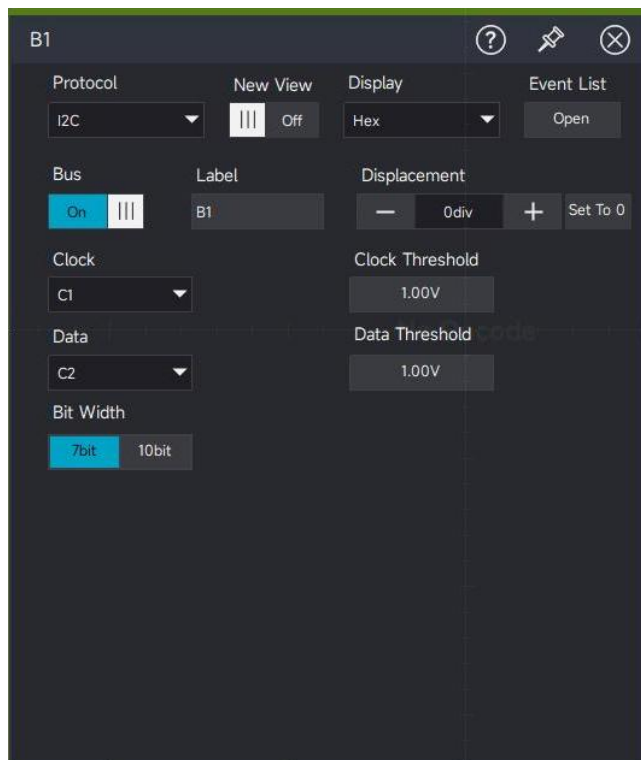 B1
Protocol New View Display Event List
I2C Off Hex Open
Bus Label Displacement
On B1 0div Set To 0
Clock Clock Threshold
C1 1.00V
Data Data Threshold
C2 1.00V
Bit Width
7bit 10bit